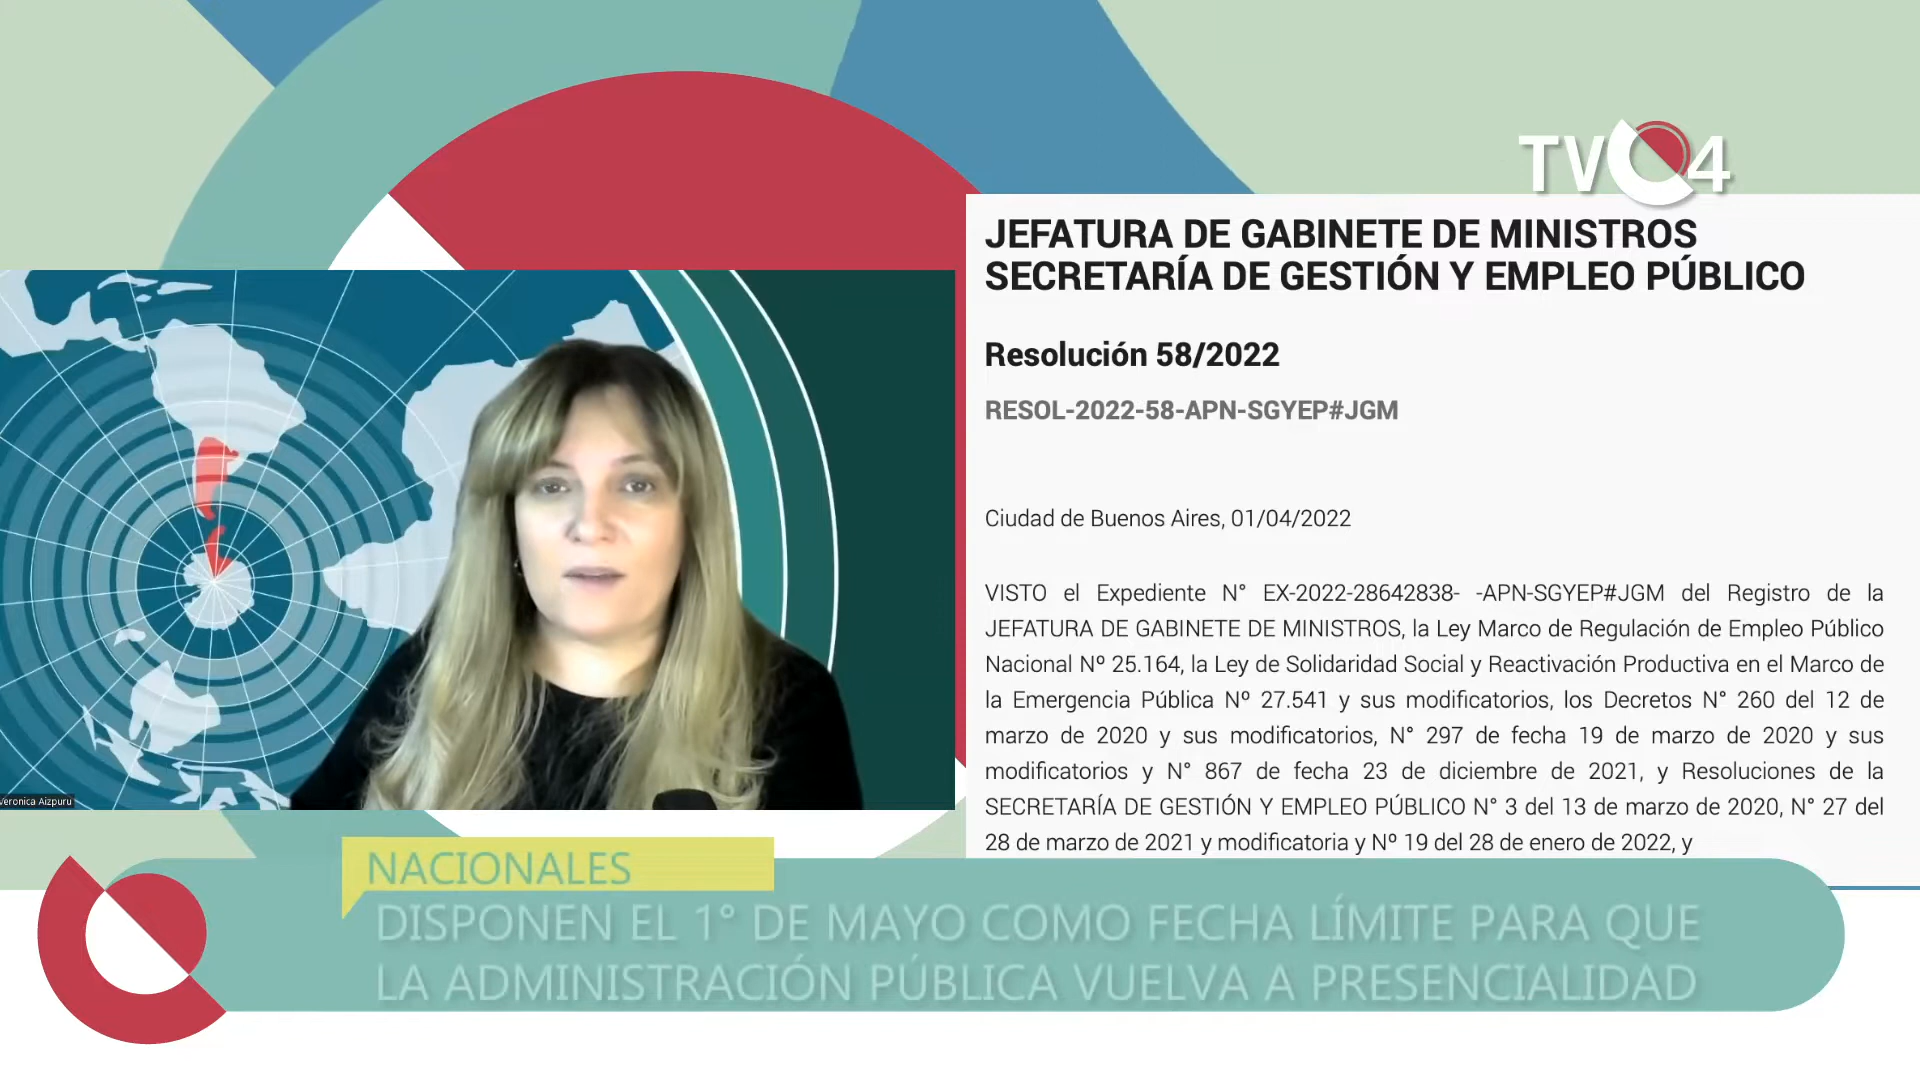 TV 4
JEFATURA DE GABINETE DE MINISTROS
SECRETARÍA DE GESTIÓN Y EMPLEO PÚBLICO
Resolución 58/2022
RESOL-2022-58-APN-SGYEP#JGM
Ciudad de Buenos Aires, 01/04/2022
VISTO el Expediente N° EX-2022-28642838- -APN-SGYEP#JGM del Registro de la
JEFATURA DE GABINETE DE MINISTROS, la Ley Marco de Regulación de Empleo Público
Nacional Nº 25.164, la Ley de Solidaridad Social y Reactivación Productiva en el Marco de
la Emergencia Pública Nº 27.541 y sus modificatorios, los Decretos N° 260 del 12 de
marzo de 2020 y sus modificatorios, N° 297 de fecha 19 de marzo de 2020 y sus
modificatorios y N° 867 de fecha 23 de diciembre de 2021, y Resoluciones de la
SECRETARÍA DE GESTIÓN Y EMPLEO PÚBLICO N° 3 del 13 de marzo de 2020, N° 27 del
28 de marzo de 2021 y modificatoria y Nº 19 del 28 de enero de 2022, y
Veronica Aizpuru
NACIONALES
DISPONEN EL 1° DE MAYO COMO FECHA LÍMITE PARA QUE
LA ADMINISTRACIÓN PÚBLICA VUELVA A PRESENCIALIDAD